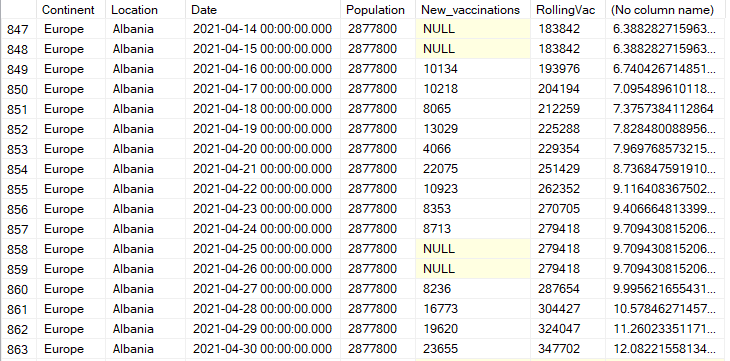 Continent Location Date Population New_vaccinations RollingVac (No column name)
847 Europe Albania 2021-04-14 00:00:00.000 2877800 NULL 183842 6.388282715963...
848 Europe Albania 2021-04-15 00:00:00.000 2877800 NULL 183842 6.388282715963...
849 Europe Albania 2021-04-16 00:00:00.000 2877800 10134 193976 6.740426714851...
850 Europe Albania 2021-04-17 00:00:00.000 2877800 10218 204194 7.095489610118...
851 Europe Albania 2021-04-18 00:00:00.000 2877800 8065 212259 7.3757384112864
852 Europe Albania 2021-04-19 00:00:00.000 2877800 13029 225288 7.828480088956...
853 Europe Albania 2021-04-20 00:00:00.000 2877800 4066 229354 7.969768573215...
854 Europe Albania 2021-04-21 00:00:00.000 2877800 22075 251429 8.736847591910...
855 Europe Albania 2021-04-22 00:00:00.000 2877800 10923 262352 9.116408367502...
856 Europe Albania 2021-04-23 00:00:00.000 2877800 8353 270705 9.406664813399...
857 Europe Albania 2021-04-24 00:00:00.000 2877800 8713 279418 9.709430815206...
858 Europe Albania 2021-04-25 00:00:00.000 2877800 NULL 279418 9.709430815206...
859 Europe Albania 2021-04-26 00:00:00.000 2877800 NULL 279418 9.709430815206...
860 Europe Albania 2021-04-27 00:00:00.000 2877800 8236 287654 9.995621655431...
861 Europe Albania 2021-04-28 00:00:00.000 2877800 16773 304427 10.57846271457...
862 Europe Albania 2021-04-29 00:00:00.000 2877800 19620 324047 11.26023351171...
863 Europe Albania 2021-04-30 00:00:00.000 2877800 23655 347702 12.08221558134...